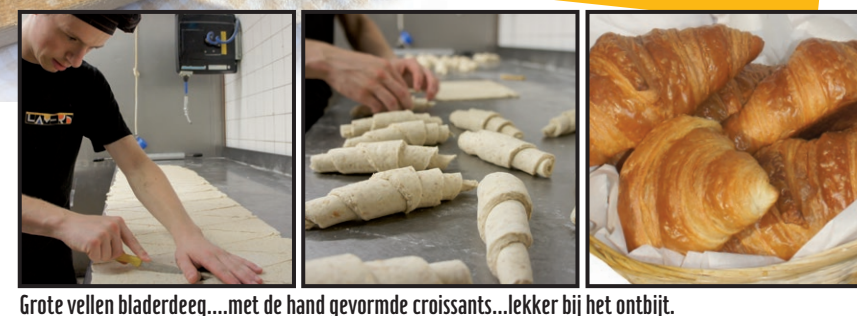 Grote vellen bladerdeeg....met de hand gevormde croissants...lekker bij het ontbijt.